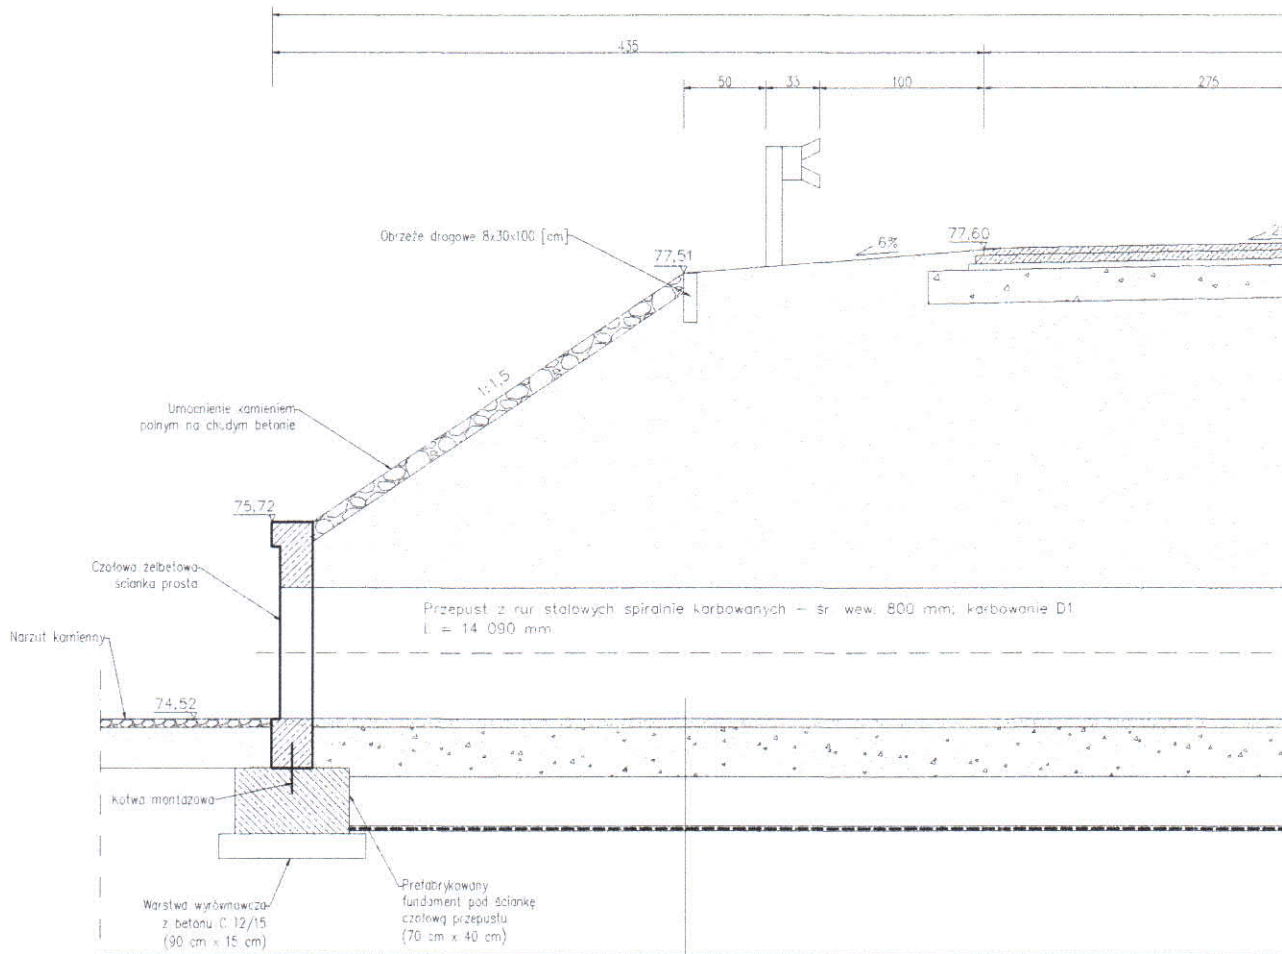 435
50
33
100
275
Obrzeże drogowe 8x30x100 [cm]
77,51
6%
77,60
1:1,5
Umocnienie kamieniem
polnym na chudym betonie
75,72
Czołowa żelbetowa
ścianka prosta
Przepust z rur stalowych spiralnie karbowanych – śr. wew. 800 mm; karbowanie D1
L = 14 090 mm
Narzut kamienny
74,52
Kotwa montażowa
Prefabrykowany
fundament pod ściankę
czołową przepustu
(70 cm x 40 cm)
Warstwa wyrównawcza
z betonu C 12/15
(90 cm x 15 cm)